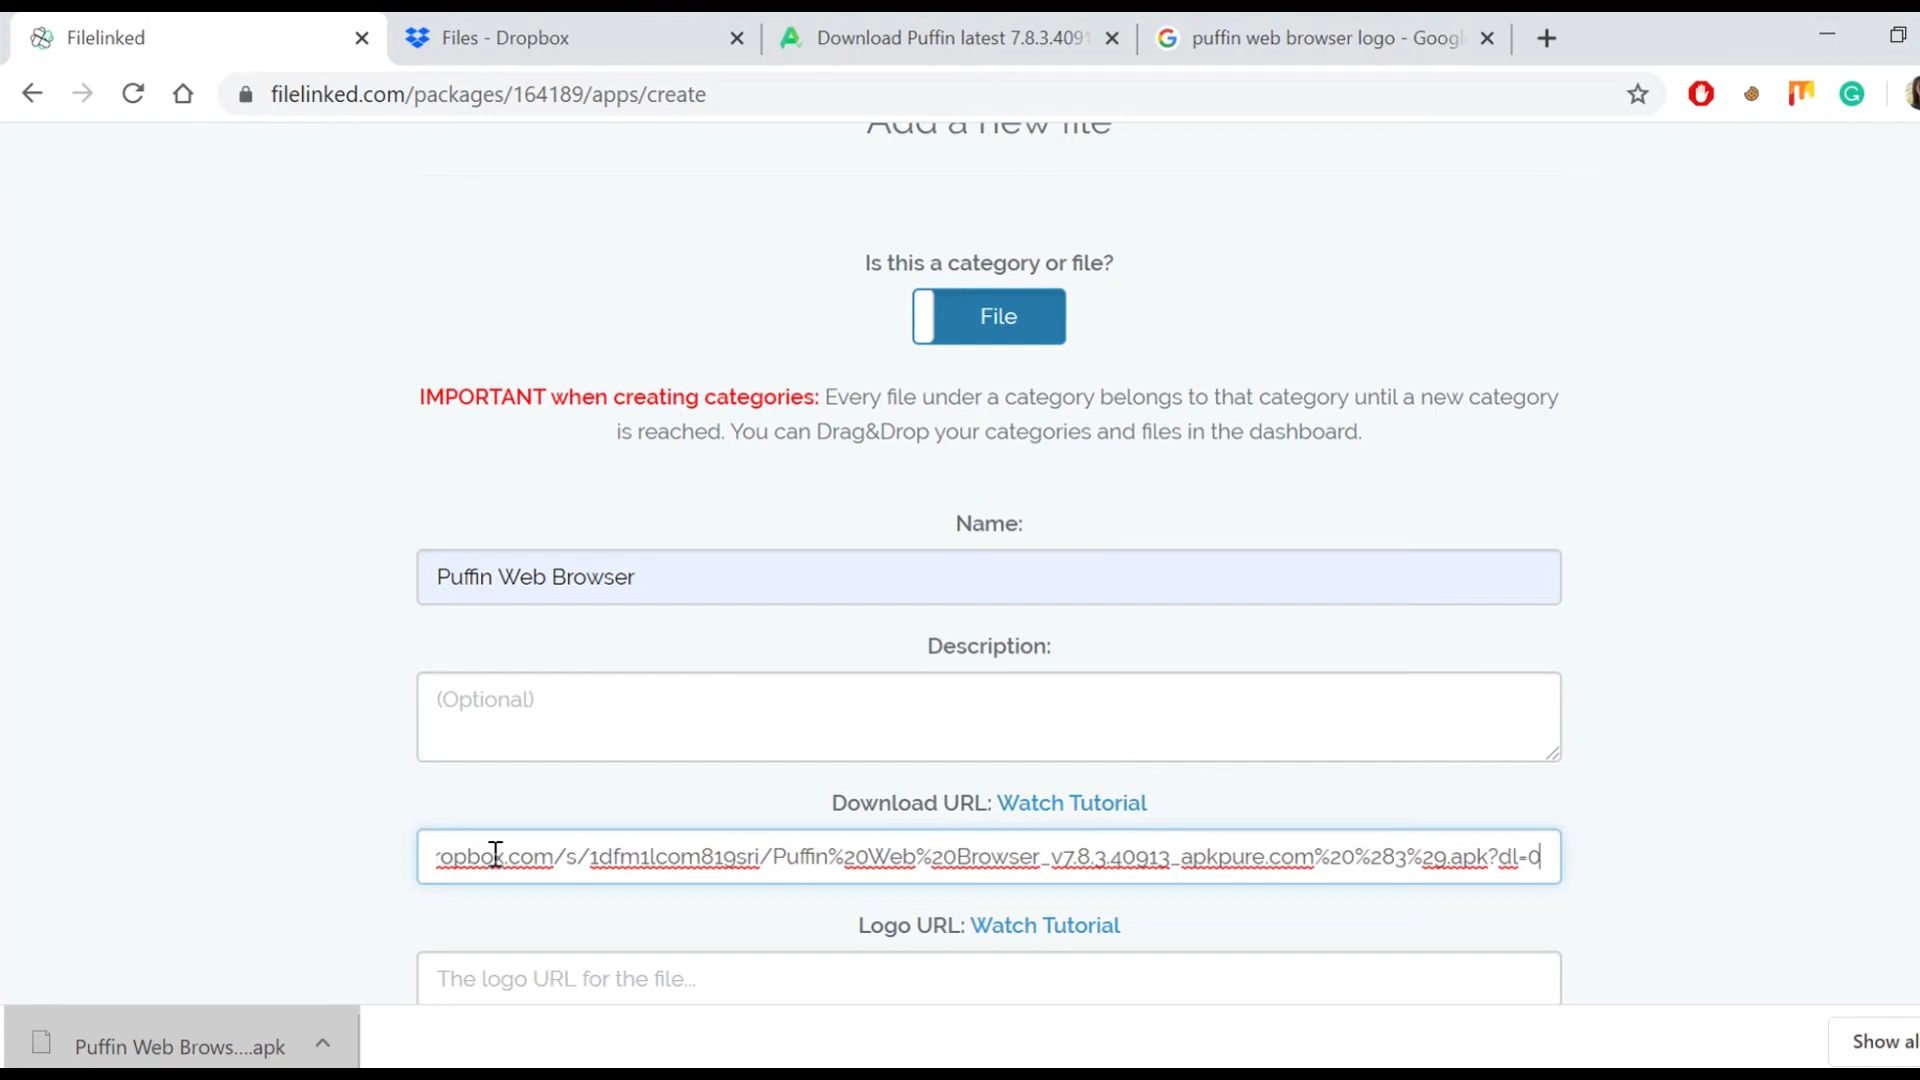 Filelinked
Files - Dropbox
Download Puffin latest 7.8.3.4091
puffin web browser logo - Googl
filelinked.com/packages/164189/apps/create
Add a new file
Is this a category or file?
File
IMPORTANT when creating categories: Every file under a category belongs to that category until a new category
is reached. You can Drag&Drop your categories and files in the dashboard.
Name:
Puffin Web Browser
Description:
(Optional)
Download URL: Watch Tutorial
ropbox.com/s/1dfm1lcom819sri/Puffin%20Web%20Browser_v7.8.3.40913_apkpure.com%20%283%29.apk?dl=0
Logo URL: Watch Tutorial
The logo URL for the file...
Puffin Web Brows....apk
Show al